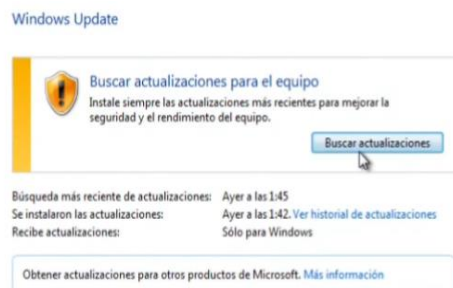 Windows Update
Buscar actualizaciones para el equipo
Instale siempre las actualizaciones más recientes para mejorar la
seguridad y el rendimiento del equipo.
Buscar actualizaciones
Búsqueda más reciente de actualizaciones: Ayer a las 1:45
Se instalaron las actualizaciones: Ayer a las 1:42. Ver historial de actualizaciones
Recibe actualizaciones: Sólo para Windows
Obtener actualizaciones para otros productos de Microsoft. Más información